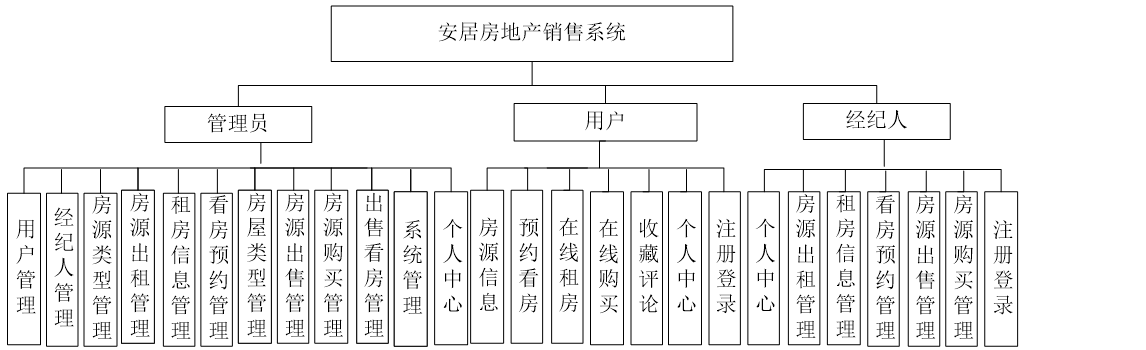 安居房地产销售系统
管理员
用户
经纪人
用户管理
经纪人管理
房源类型管理
房源出租管理
租房信息管理
看房预约管理
房屋类型管理
房源出售管理
房源购买管理
出售看房管理
系统管理
个人中心
房源信息
预约看房
在线租房
在线购买
收藏评论
个人中心
注册登录
个人中心
房源出租管理
租房信息管理
看房预约管理
房源出售管理
房源购买管理
注册登录